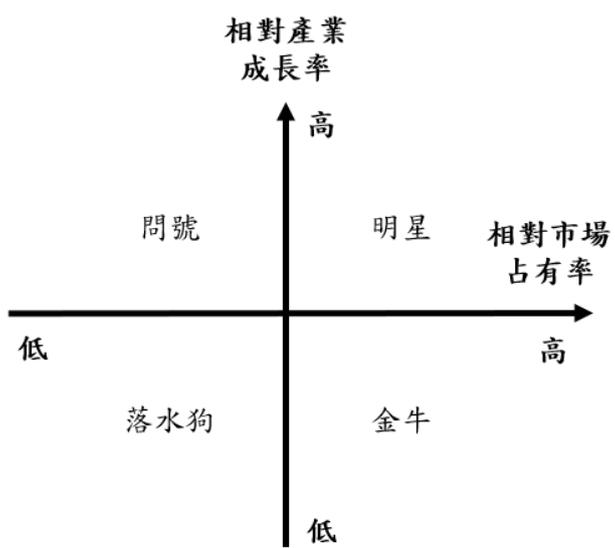 相對產業
成長率
高
問號
明星
相對市場
占有率
低
高
落水狗
金牛
低